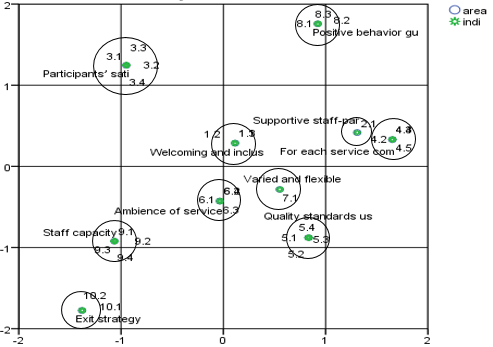 2
area
indi
8.3
8.1 8.2
Positive behavior gu
3.3
3.1
3.2
Participants' sati
3.4
1
Supportive staff-par 2.1
1.2
4.2
Welcoming and inclus
For each service com 4.5
0
Varied and flexible
6.1
7.1
Ambience of service 6.3
Quality standards us
5.4
Staff capacity 9.1
5.1 5.3
9.2
9.3
5.2
9.4
-1
10.2
10.1
Exit strategy
-2
-2 -1 0 1 2